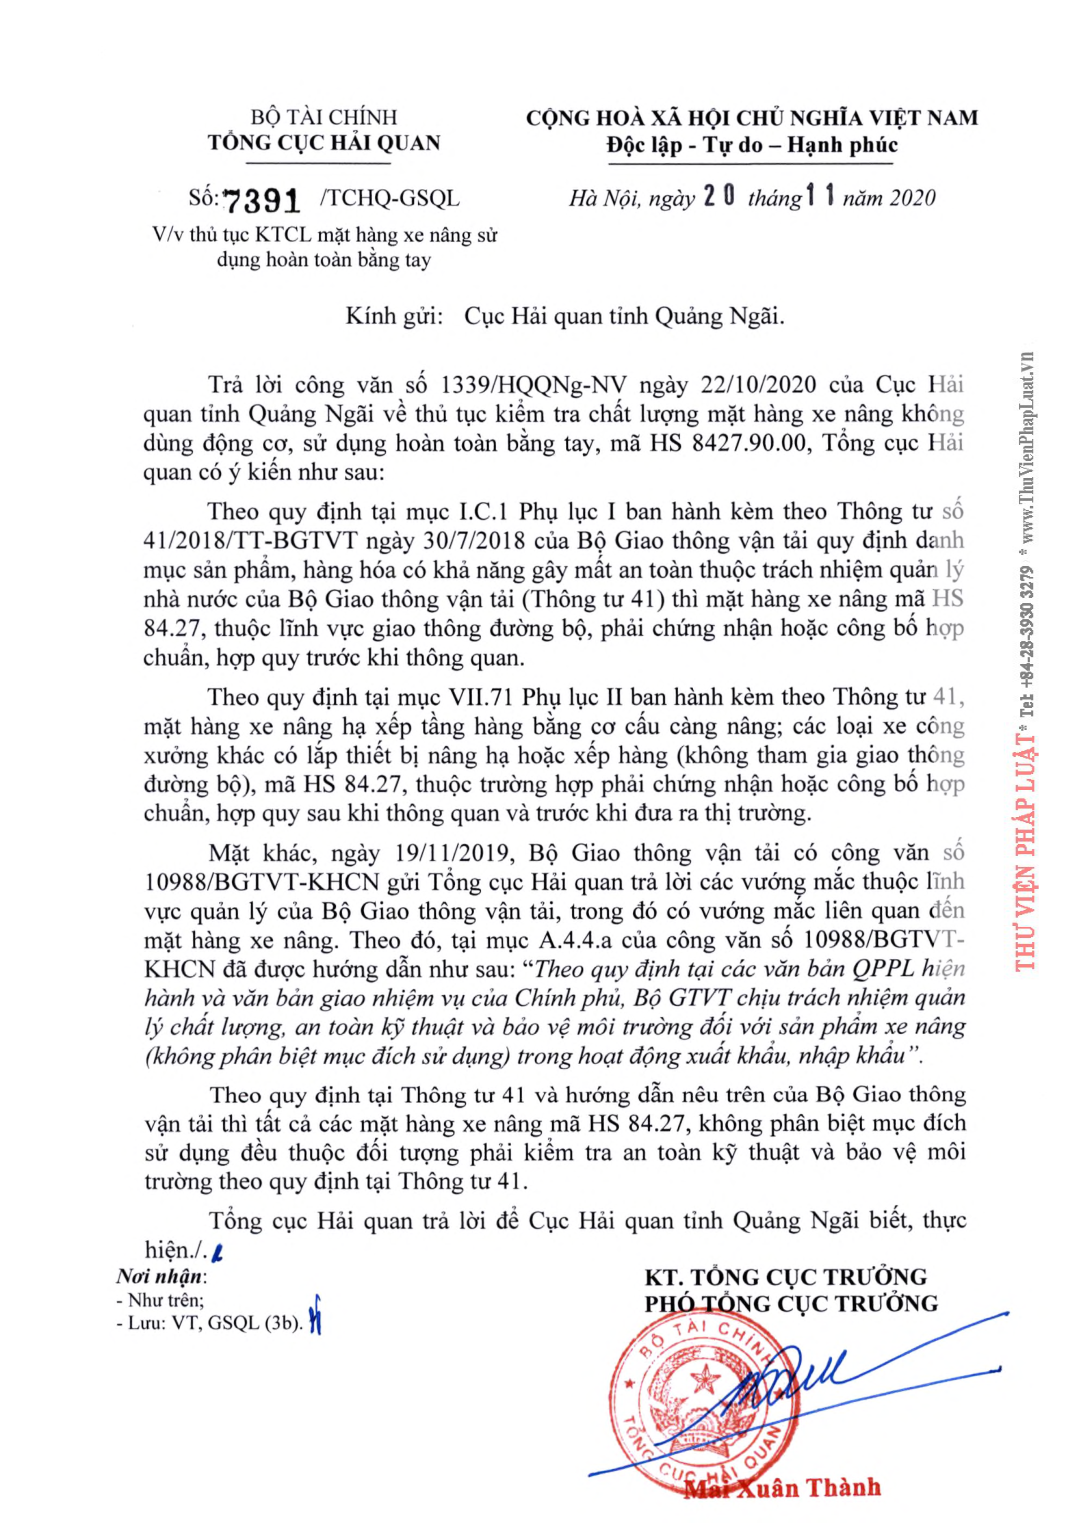 BỘ TÀI CHÍNH
TỔNG CỤC HẢI QUAN
CỘNG HOÀ XÃ HỘI CHỦ NGHĨA VIỆT NAM
Độc lập - Tự do – Hạnh phúc
Số: 7391 /TCHQ-GSQL
Hà Nội, ngày 20 tháng 11 năm 2020
V/v thủ tục KTCL mặt hàng xe nâng sử
dụng hoàn toàn bằng tay
Kính gửi: Cục Hải quan tỉnh Quảng Ngãi.
Trả lời công văn số 1339/HQQNg-NV ngày 22/10/2020 của Cục Hải
quan tỉnh Quảng Ngãi về thủ tục kiểm tra chất lượng mặt hàng xe nâng không
dùng động cơ, sử dụng hoàn toàn bằng tay, mã HS 8427.90.00, Tổng cục Hải
quan có ý kiến như sau:
Theo quy định tại mục I.C.1 Phụ lục I ban hành kèm theo Thông tư số
41/2018/TT-BGTVT ngày 30/7/2018 của Bộ Giao thông vận tải quy định danh
mục sản phẩm, hàng hóa có khả năng gây mất an toàn thuộc trách nhiệm quản lý
nhà nước của Bộ Giao thông vận tải (Thông tư 41) thì mặt hàng xe nâng mã HS
84.27, thuộc lĩnh vực giao thông đường bộ, phải chứng nhận hoặc công bố hợp
chuẩn, hợp quy trước khi thông quan.
Theo quy định tại mục VII.71 Phụ lục II ban hành kèm theo Thông tư 41,
mặt hàng xe nâng hạ xếp tầng hàng bằng cơ cấu càng nâng; các loại xe công
xưởng khác có lắp thiết bị nâng hạ hoặc xếp hàng (không tham gia giao thông
đường bộ), mã HS 84.27, thuộc trường hợp phải chứng nhận hoặc công bố hợp
chuẩn, hợp quy sau khi thông quan và trước khi đưa ra thị trường.
Mặt khác, ngày 19/11/2019, Bộ Giao thông vận tải có công văn số
10988/BGTVT-KHCN gửi Tổng cục Hải quan trả lời các vướng mắc thuộc lĩnh
vực quản lý của Bộ Giao thông vận tải, trong đó có vướng mắc liên quan đến
mặt hàng xe nâng. Theo đó, tại mục A.4.4.a của công văn số 10988/BGTVT-
KHCN đã được hướng dẫn như sau: “Theo quy định tại các văn bản QPPL hiện
hành và văn bản giao nhiệm vụ của Chính phủ, Bộ GTVT chịu trách nhiệm quản
lý chất lượng, an toàn kỹ thuật và bảo vệ môi trường đối với sản phẩm xe nâng
(không phân biệt mục đích sử dụng) trong hoạt động xuất khẩu, nhập khẩu”.
Theo quy định tại Thông tư 41 và hướng dẫn nêu trên của Bộ Giao thông
vận tải thì tất cả các mặt hàng xe nâng mã HS 84.27, không phân biệt mục đích
sử dụng đều thuộc đối tượng phải kiểm tra an toàn kỹ thuật và bảo vệ môi
trường theo quy định tại Thông tư 41.
Tổng cục Hải quan trả lời để Cục Hải quan tỉnh Quảng Ngãi biết, thực
hiện./.
Nơi nhận:
- Như trên;
- Lưu: VT, GSQL (3b).
KT. TỔNG CỤC TRƯỞNG
PHÓ TỔNG CỤC TRƯỞNG
BỘ TÀI CHÍNH
TỔNG CỤC HẢI QUAN
Mai Xuân Thành
THƯ VIỆN PHÁP LUẬT * Tel: +84-28-3930 3279 * www.ThuVienPhapLuat.vn